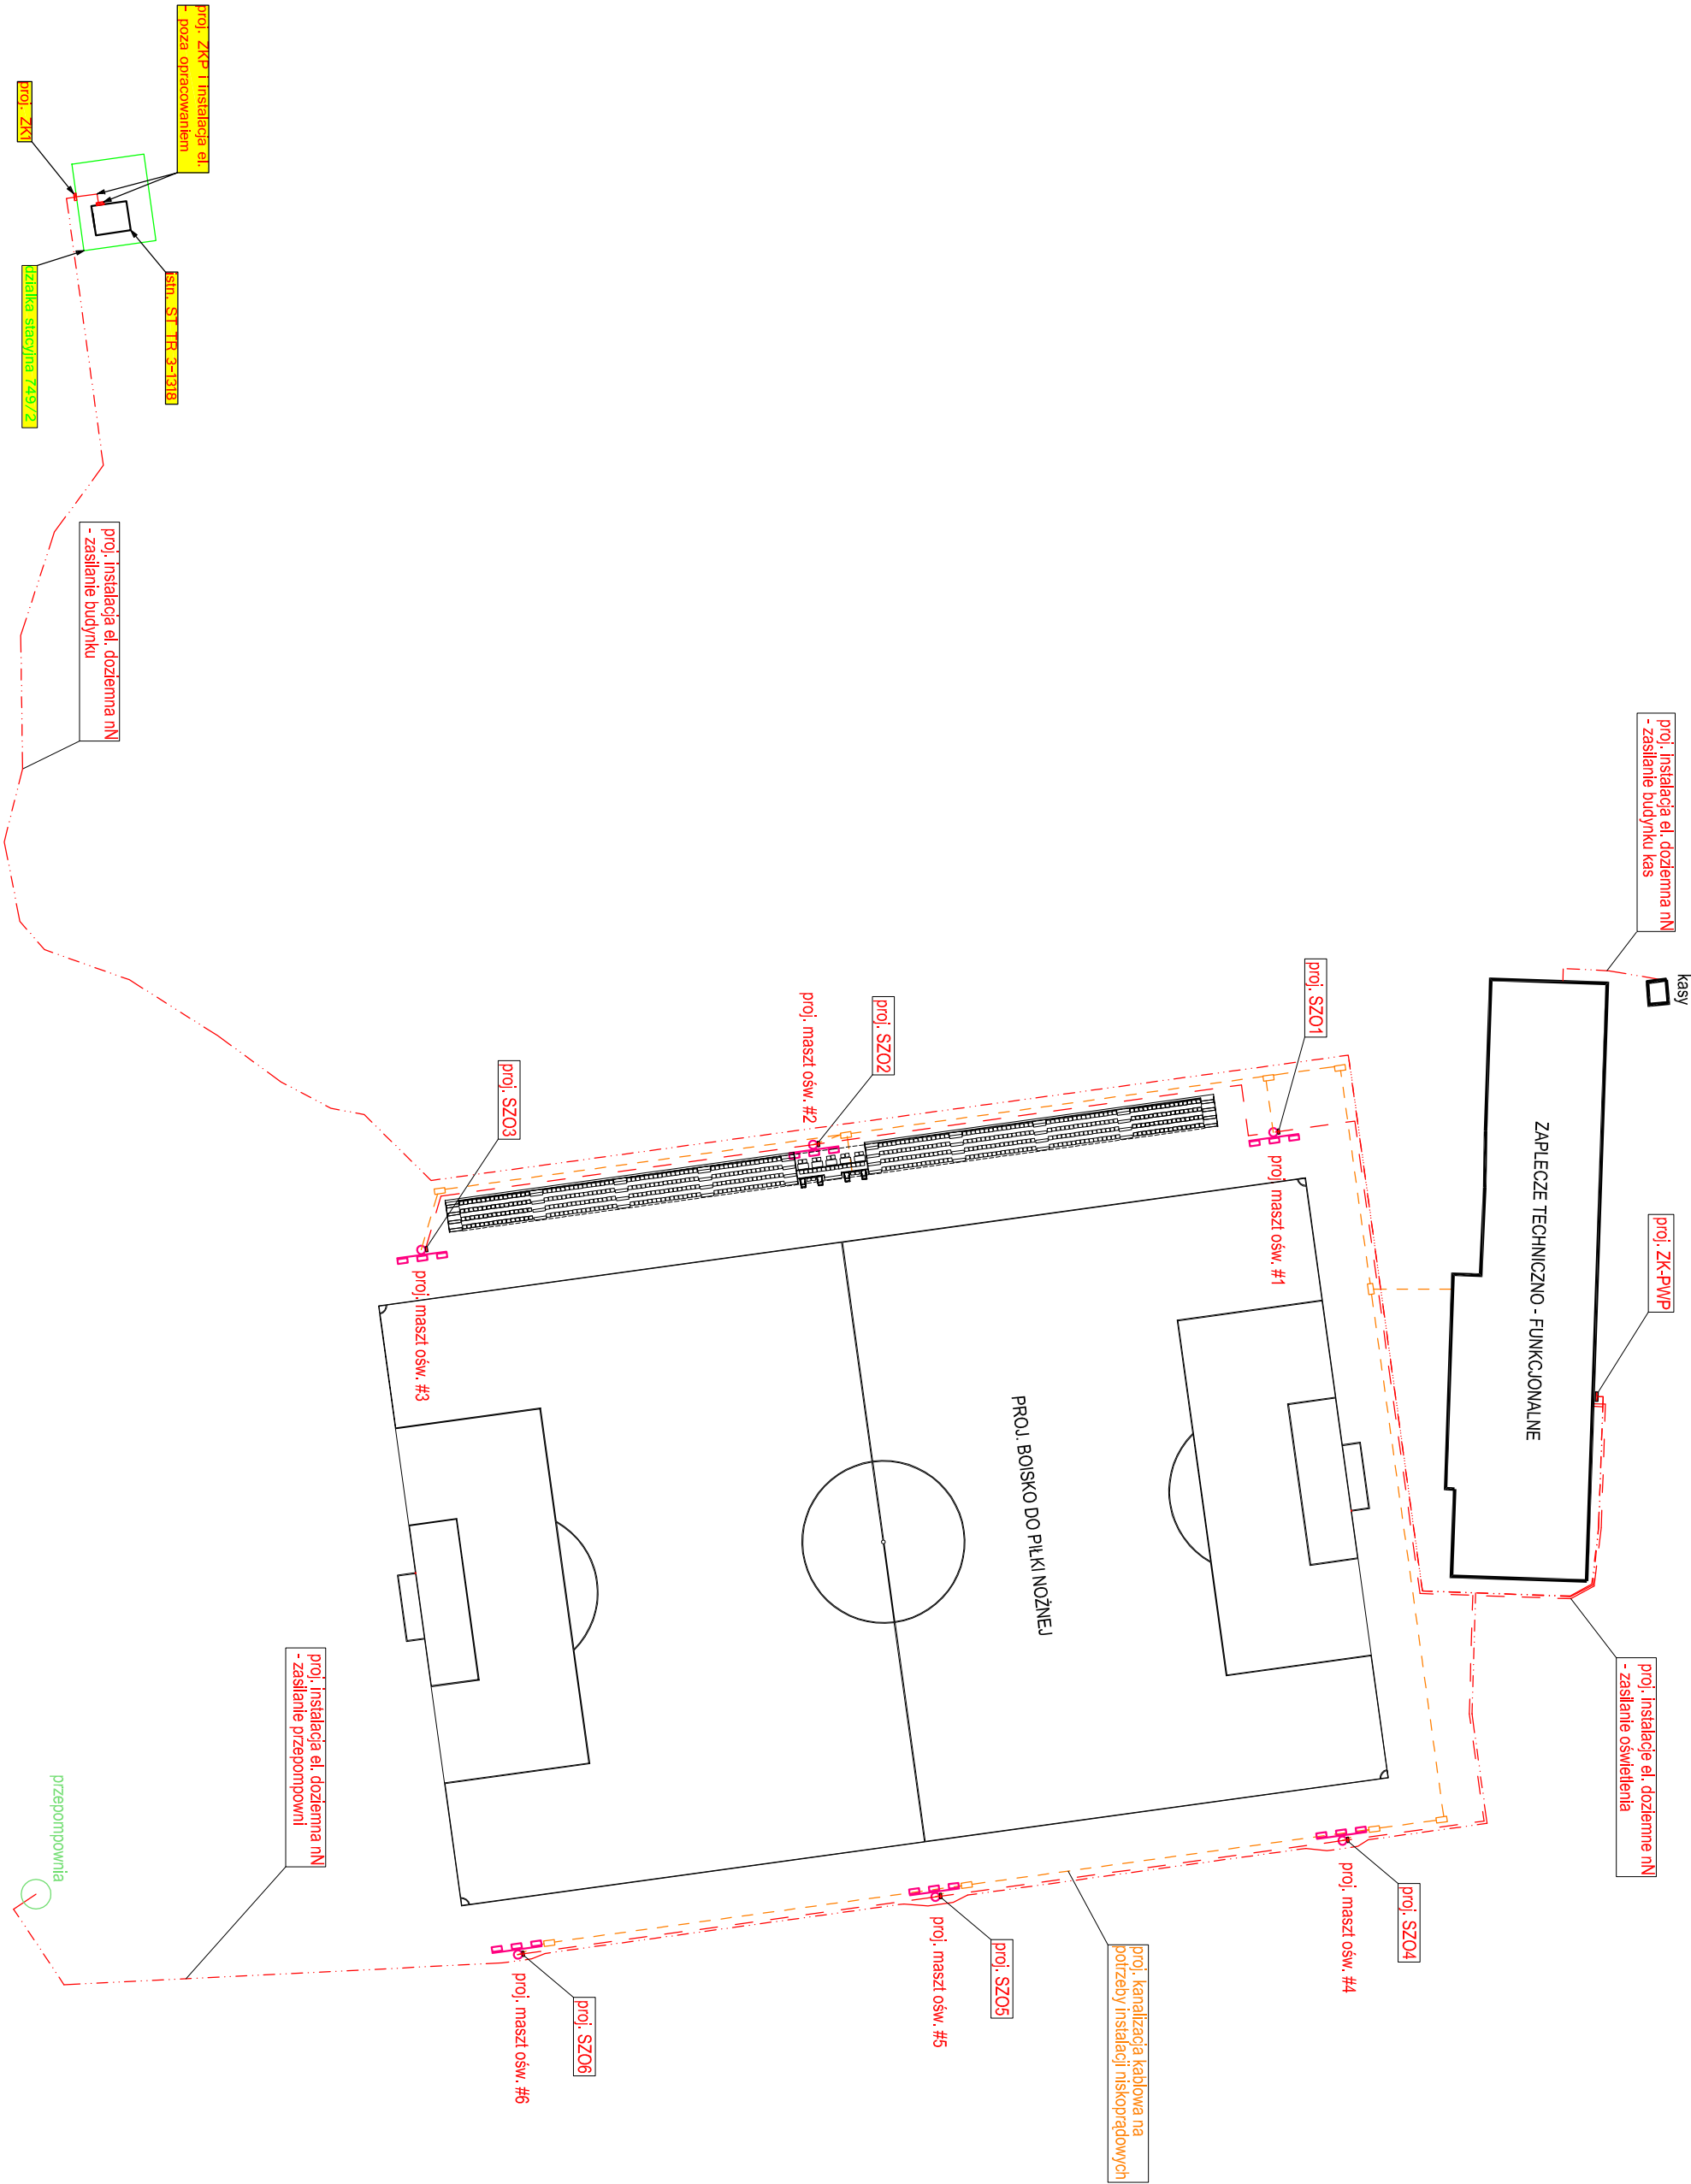 kasy
proj. instalacja el. doziemna nN
- zasilanie budynku kas
ZAPLECZE TECHNICZNO - FUNKCJONALNE
proj. ZK-PWP
proj. instalacje el. doziemne nN
- zasilanie oświetlenia
proj. SZO1
proj. maszt ośw. #1
proj. SZO4
proj. maszt ośw. #4
proj. kanalizacja kablowa na
potrzeby instalacji niskoprądowych
PROJ. BOISKO DO PIŁKI NOŻNEJ
proj. SZO2
proj. maszt ośw. #2
proj. SZO5
proj. maszt ośw. #5
proj. SZO3
proj. maszt ośw. #3
proj. SZO6
proj. maszt ośw. #6
proj. instalacja el. doziemna nN
- zasilanie przepompowni
przepompownia
proj. ZKP i instalacja el.
- poza opracowaniem
istn. ST TR 3-1318
proj. instalacja el. doziemna nN
- zasilanie budynku
proj. ZK1
działka stacyjna 749/2